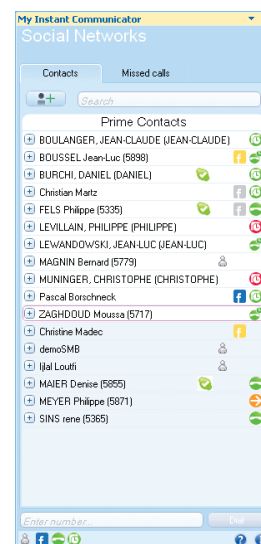 My Instant Communicator
Social Networks
Contacts Missed calls
Search
Prime Contacts
BOULANGER, JEAN-CLAUDE (JEAN-CLAUDE)
BOUSSEL Jean-Luc (5898)
BURCHI, DANIEL (DANIEL)
Christian Martz
FELS Philippe (5335)
LEVILLAIN, PHILIPPE (PHILIPPE)
LEWANDOWSKI, JEAN-LUC (JEAN-LUC)
MAGNIN Bernard (5779)
MUNINGER, CHRISTOPHE (CHRISTOPHE)
Pascal Borschneck
ZAGHDOUD Moussa (5717)
Christine Madec
demoSMB
Ijlal Loutfi
MAIER Denise (5855)
MEYER Philippe (5871)
SINS rene (5365)
Enter number... Dial